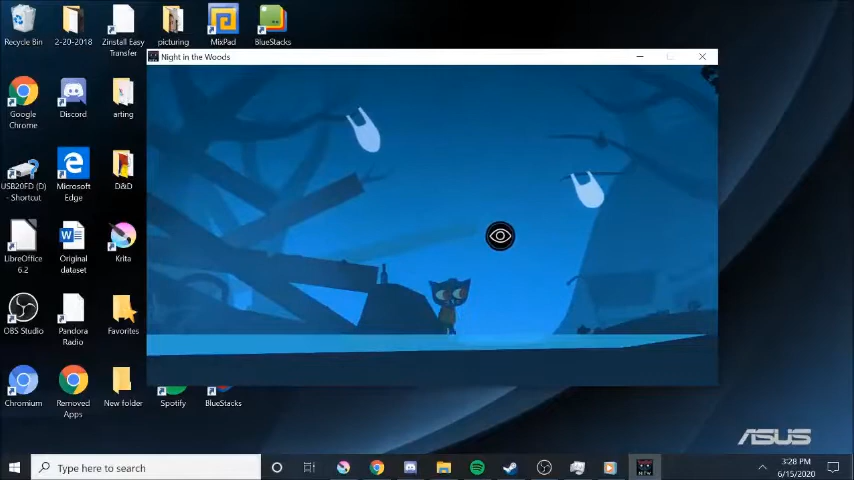 Night in the Woods
Recycle Bin
2-20-2018
Zinstall Easy
Transfer
picturing
MixPad
BlueStacks
Google
Chrome
Discord
arting
USB20FD (D)
- Shortcut
Microsoft
Edge
D&D
LibreOffice
6.2
Original
dataset
Krita
OBS Studio
Pandora
Radio
Favorites
Chromium
Removed
Apps
New folder
Spotify
BlueStacks
ASUS
Type here to search
3:28 PM
6/15/2020